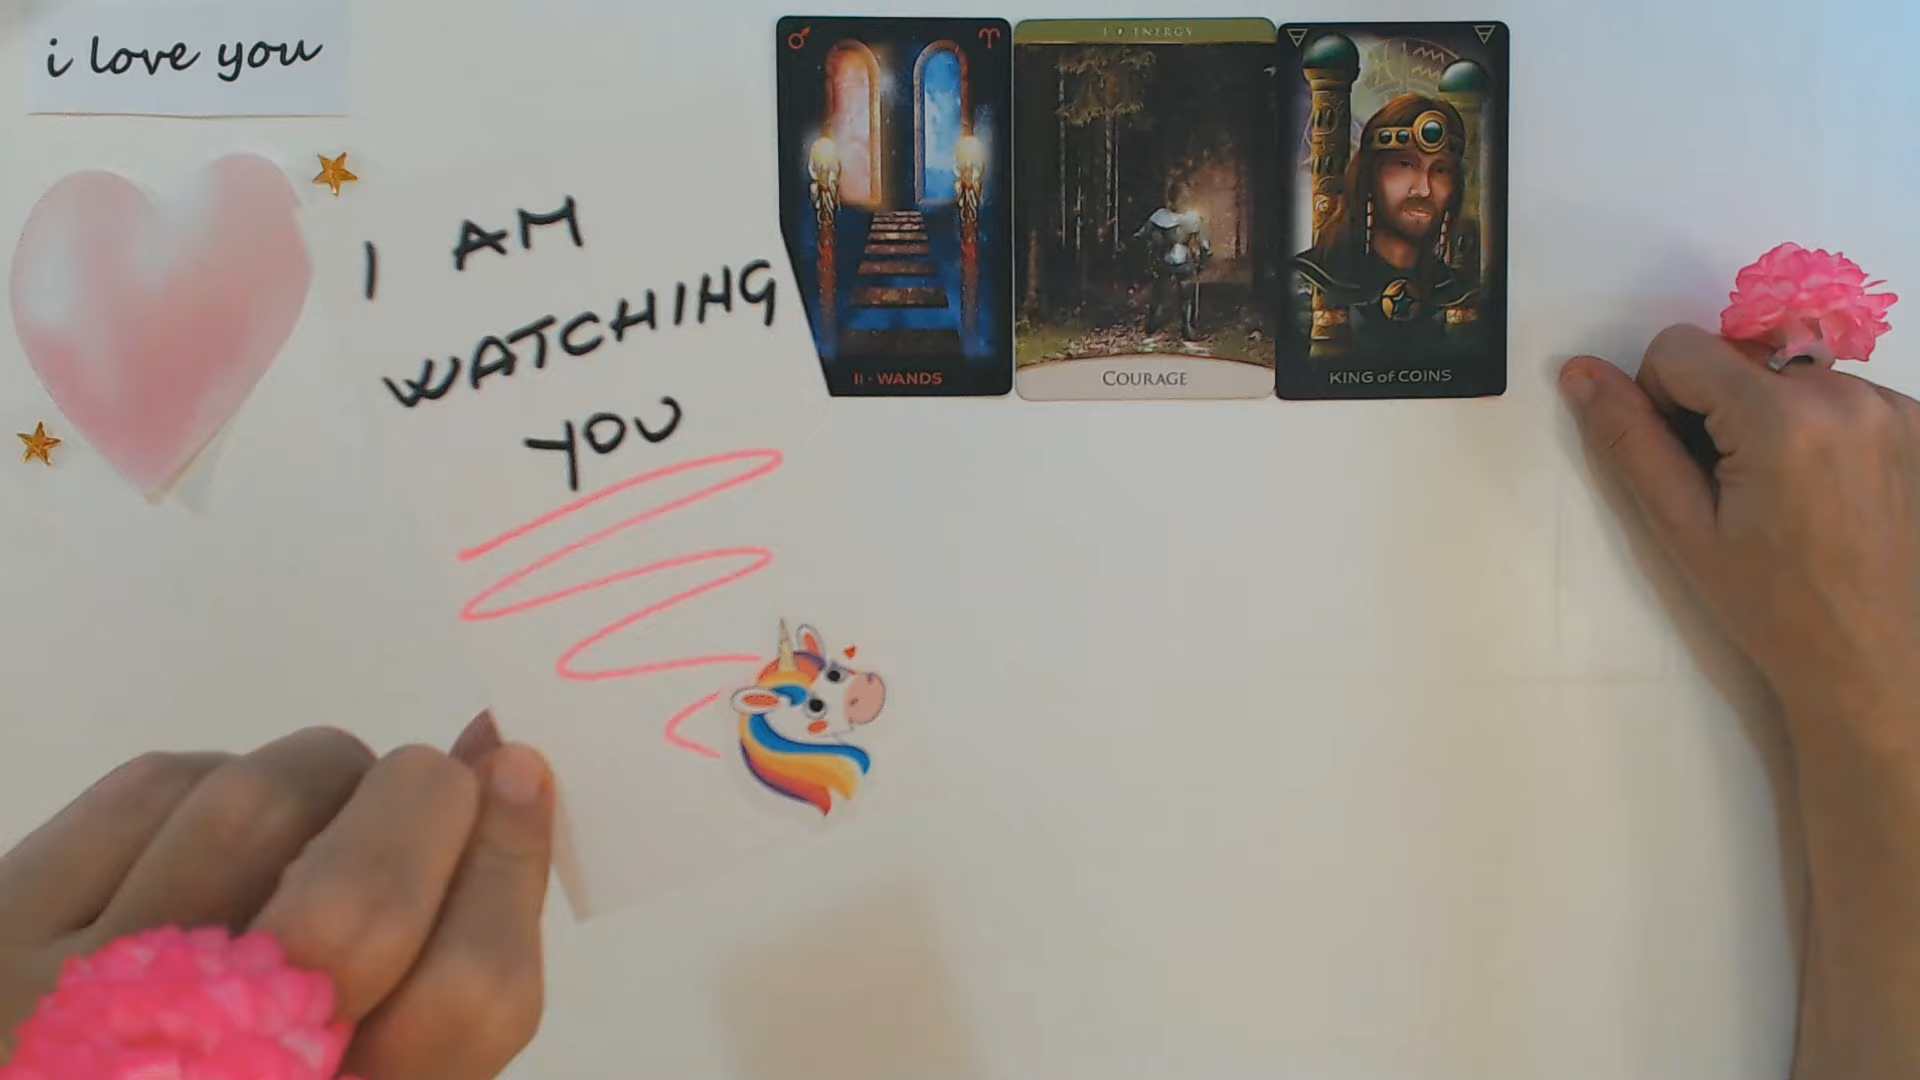 i love you
I AM
WATCHING
YOU
II • WANDS
I • ENERGY
COURAGE
KING of COINS